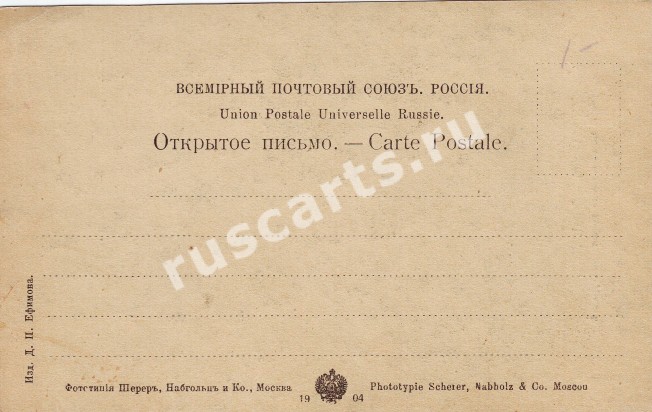 ВСЕМІРНЫЙ ПОЧТОВЫЙ СОЮЗЪ. РОССІЯ.
Union Postale Universelle Russie.
Открытое письмо. — Carte Postale.
ruscarts.ru
Изд. Д. П. Ефимова.
Фототипія Шереръ, Набгольцъ и Ко., Москва
Phototypie Scherer, Nabholz & Co. Moscou
19 04